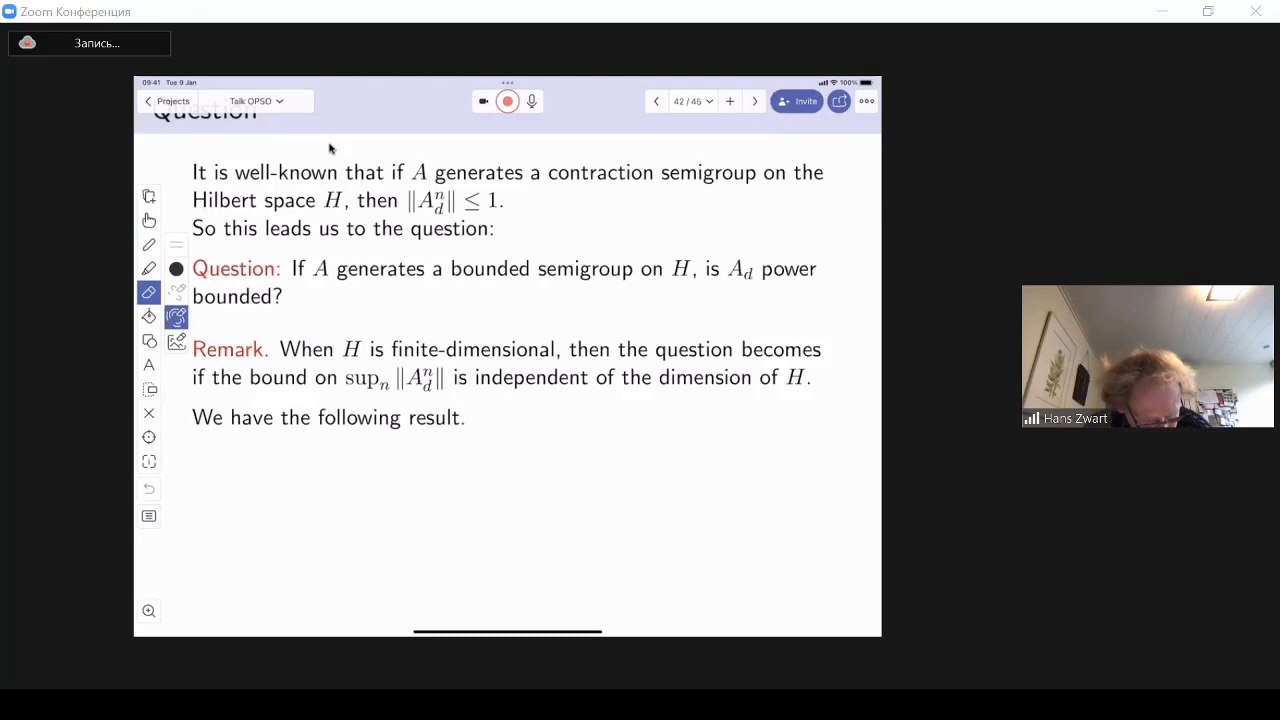 Zoom Конференция
Запись...
09:41 Tue 9 Jan
100%
Projects
Talk OPSO
42 / 45
Invite
Question
It is well-known that if A generates a contraction semigroup on the
Hilbert space H, then ‖A_d^n‖ ≤ 1.
So this leads us to the question:
Question: If A generates a bounded semigroup on H, is A_d power
bounded?
Remark. When H is finite-dimensional, then the question becomes
if the bound on sup_n ‖A_d^n‖ is independent of the dimension of H.
We have the following result.
Hans Zwart